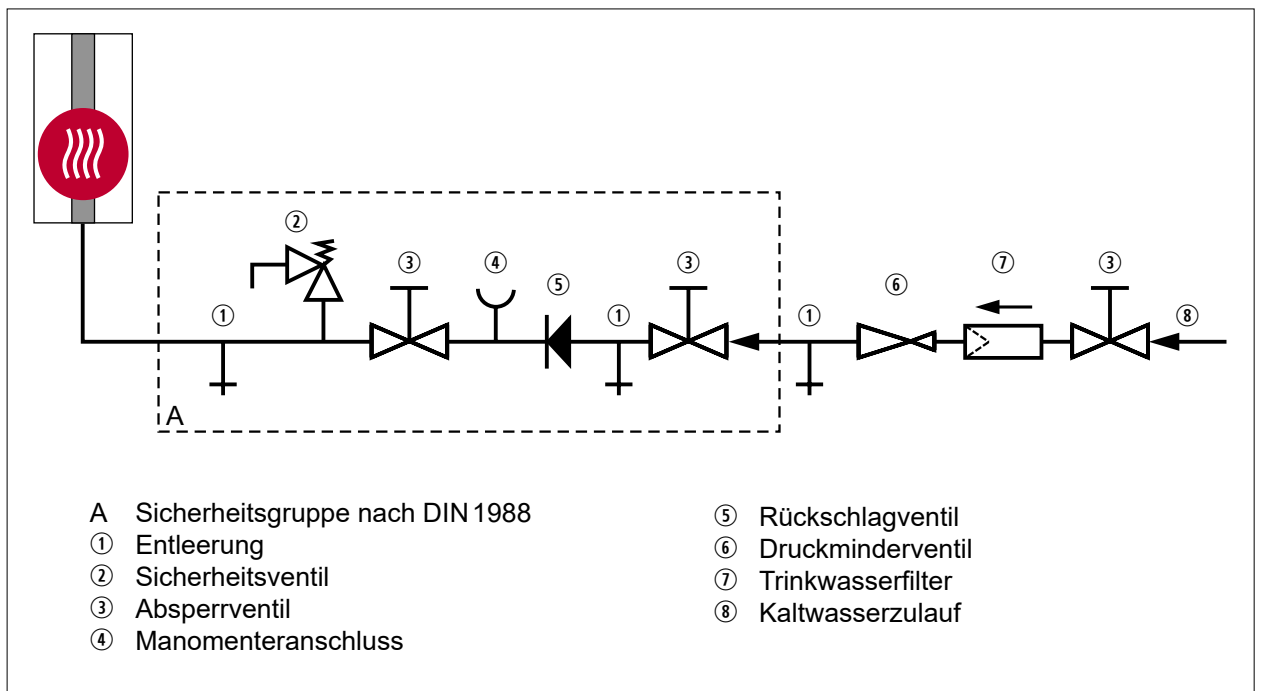 ②
③
④
⑤
①
③
①
⑥
⑦
③
⑧
①
A
A Sicherheitsgruppe nach DIN 1988
① Entleerung
② Sicherheitsventil
③ Absperrventil
④ Manomenteranschluss
⑤ Rückschlagventil
⑥ Druckminderventil
⑦ Trinkwasserfilter
⑧ Kaltwasserzulauf